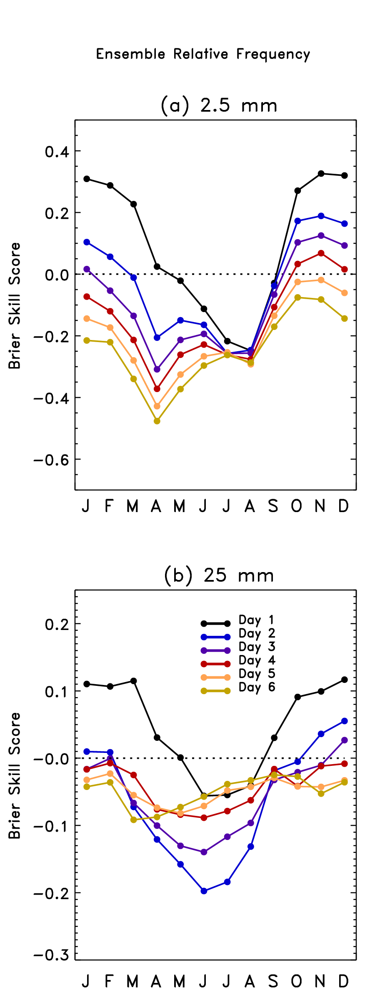 Ensemble Relative Frequency
(a) 2.5 mm
0.4
0.2
0.0
−0.2
−0.4
−0.6
Brier Skill Score
J F M A M J J A S O N D
(b) 25 mm
0.2
0.1
−0.0
−0.1
−0.2
−0.3
Brier Skill Score
Day 1
Day 2
Day 3
Day 4
Day 5
Day 6
J F M A M J J A S O N D